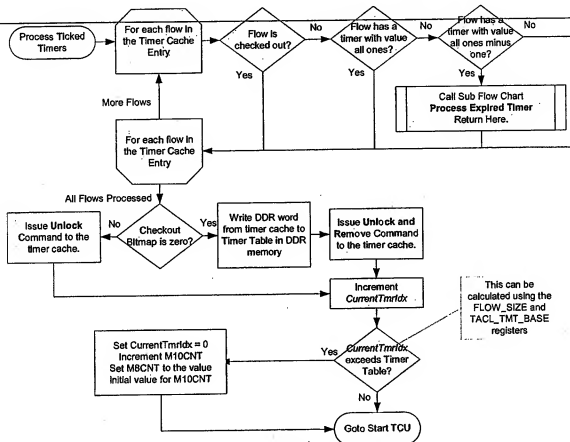 Process Ticked
Timers
For each flow in
the Timer Cache
Entry
Flow is
checked out?
No
Flow has a
timer with value
all ones?
No
Flow has a
timer with value
all ones minus
one?
No
Yes
Yes
Yes
Call Sub Flow Chart
Process Expired Timer
Return Here.
More Flows
For each flow in
the Timer Cache
Entry
All Flows Processed
Issue Unlock
Command to the
timer cache.
No
Checkout
Bitmap is zero?
Yes
Write DDR word
from timer cache to
Timer Table in DDR
memory
Issue Unlock and
Remove Command
to the timer cache.
Increment
CurrentTmrIdx
This can be
calculated using the
FLOW_SIZE and
TACL_TMT_BASE
registers
Set CurrentTmrIdx = 0
Increment M10CNT
Set M8CNT to the value
initial value for M10CNT
Yes
CurrentTmrIdx
exceeds Timer
Table?
No
Goto Start TCU